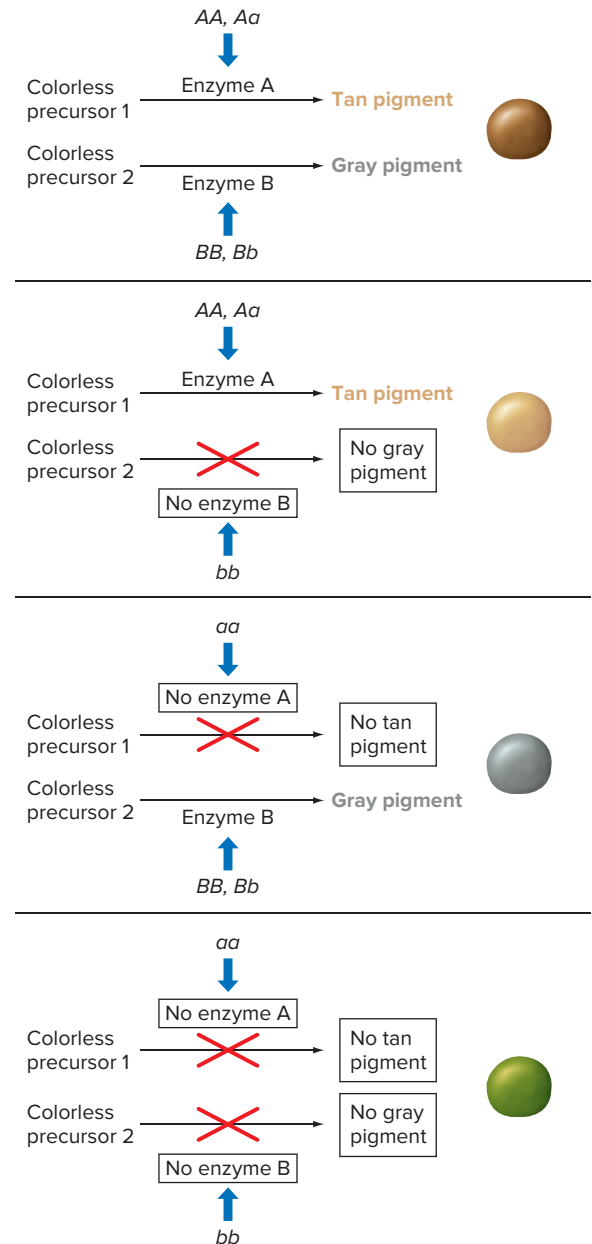 AA, Aa
Enzyme A
Colorless
precursor 1
Tan pigment
Colorless
precursor 2
Gray pigment
Enzyme B
BB, Bb
AA, Aa
Enzyme A
Colorless
precursor 1
Tan pigment
Colorless
precursor 2
No gray
pigment
No enzyme B
bb
aa
No enzyme A
Colorless
precursor 1
No tan
pigment
Colorless
precursor 2
Gray pigment
Enzyme B
BB, Bb
aa
No enzyme A
Colorless
precursor 1
No tan
pigment
Colorless
precursor 2
No gray
pigment
No enzyme B
bb